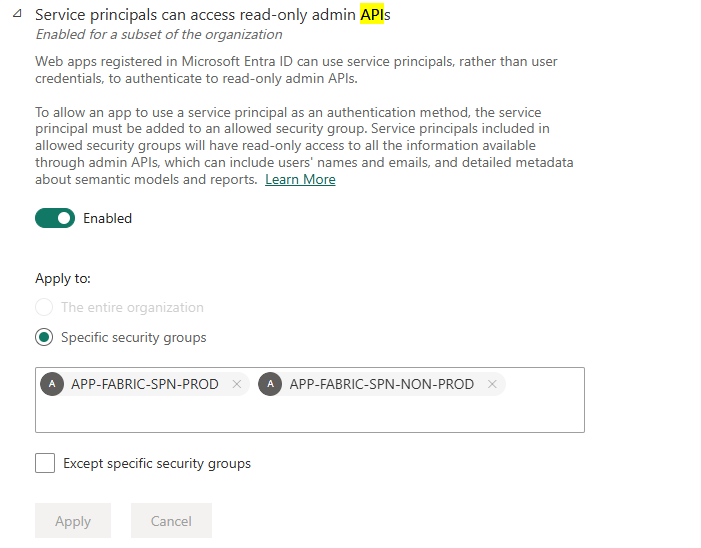 Service principals can access read-only admin APIs
Enabled for a subset of the organization
Web apps registered in Microsoft Entra ID can use service principals, rather than user
credentials, to authenticate to read-only admin APIs.
To allow an app to use a service principal as an authentication method, the service
principal must be added to an allowed security group. Service principals included in
allowed security groups will have read-only access to all the information available
through admin APIs, which can include users' names and emails, and detailed metadata
about semantic models and reports. Learn More
Enabled
Apply to:
The entire organization
Specific security groups
A APP-FABRIC-SPN-PROD A APP-FABRIC-SPN-NON-PROD
Except specific security groups
Apply Cancel